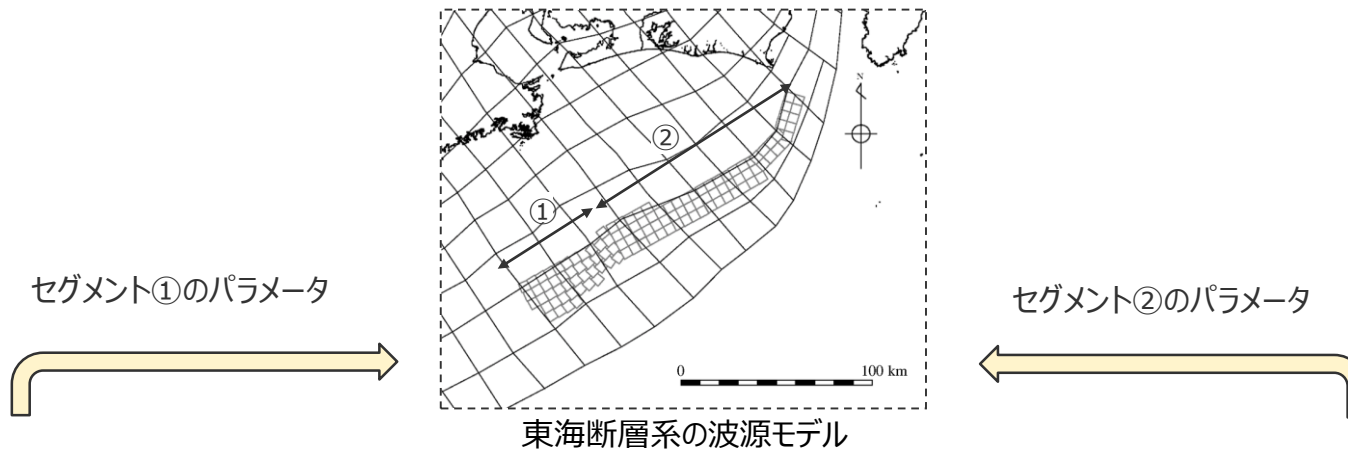 N
②
①
セグメント①のパラメータ
セグメント②のパラメータ
0 100 km
東海断層系の波源モデル